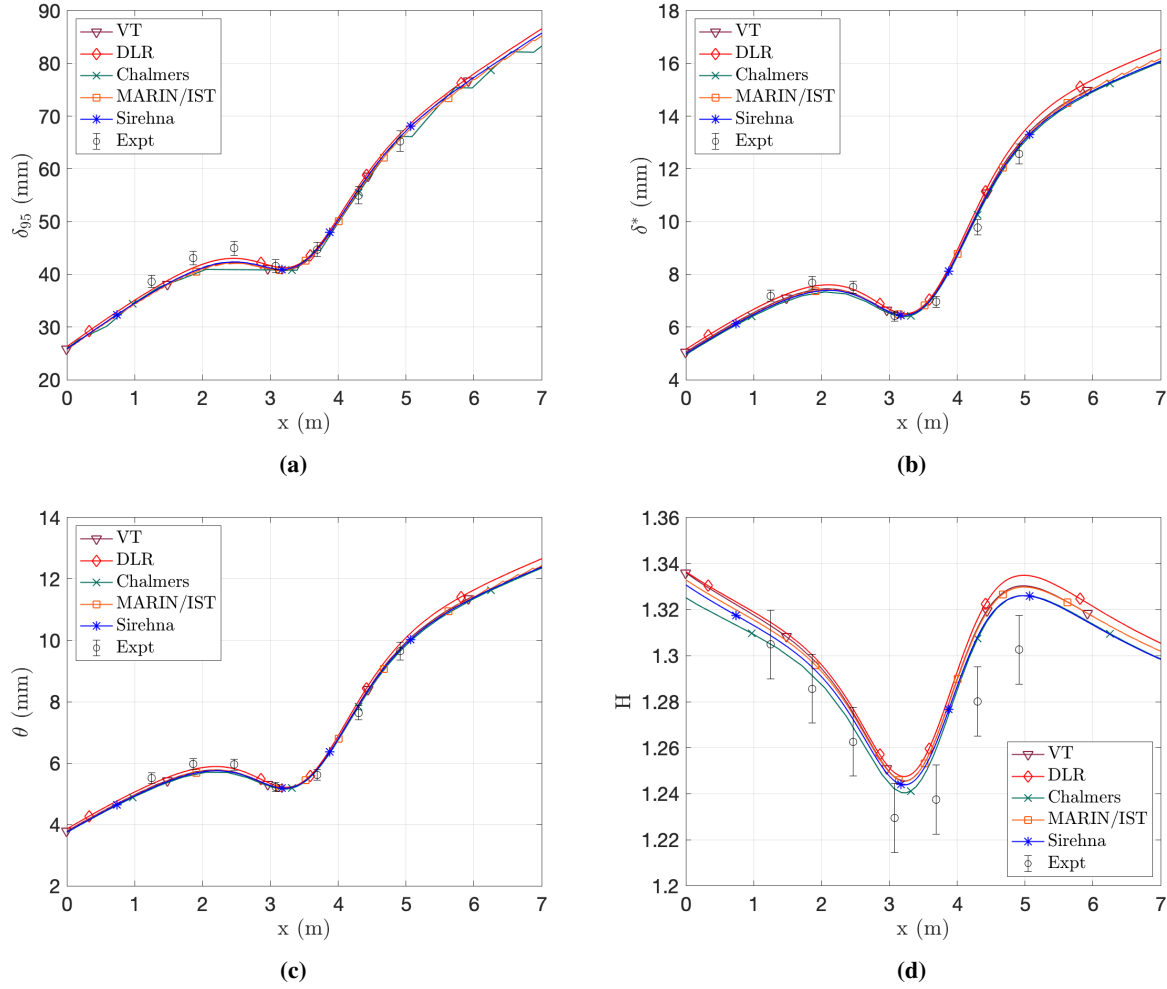 90
80
70
60
50
40
30
20
δ95 (mm)
VT
DLR
Chalmers
MARIN/IST
Sirehna
Expt
0 1 2 3 4 5 6 7
x (m)
(a)
18
16
14
12
10
8
6
4
δ* (mm)
VT
DLR
Chalmers
MARIN/IST
Sirehna
Expt
0 1 2 3 4 5 6 7
x (m)
(b)
14
12
10
8
6
4
2
θ (mm)
VT
DLR
Chalmers
MARIN/IST
Sirehna
Expt
0 1 2 3 4 5 6 7
x (m)
(c)
1.36
1.34
1.32
1.3
1.28
1.26
1.24
1.22
1.2
H
VT
DLR
Chalmers
MARIN/IST
Sirehna
Expt
0 1 2 3 4 5 6 7
x (m)
(d)